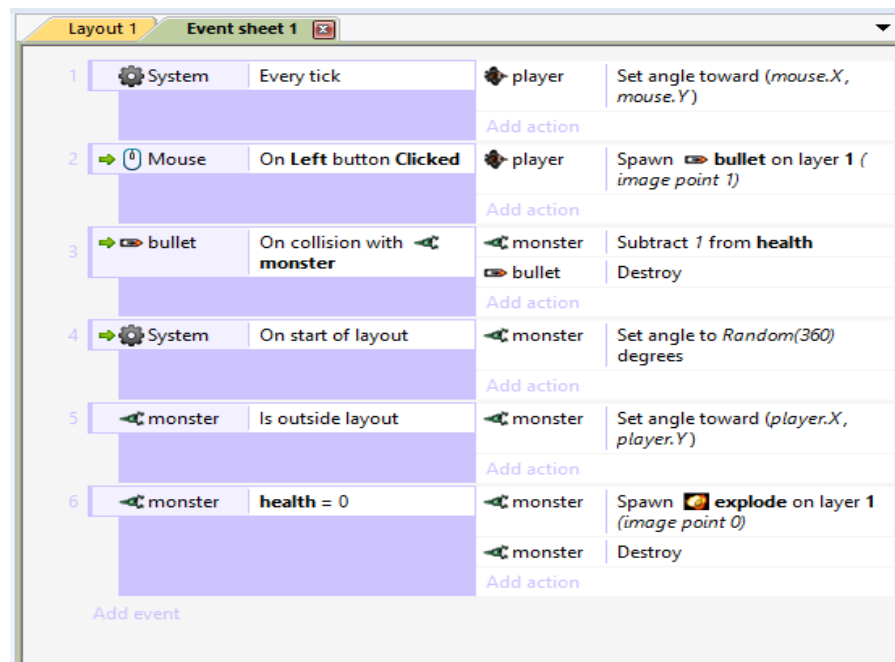 Layout 1 Event sheet 1
1 System Every tick player Set angle toward (mouse.X,
mouse.Y)
Add action
2 Mouse On Left button Clicked player Spawn bullet on layer 1 (
image point 1)
Add action
3 bullet On collision with monster Subtract 1 from health
monster bullet Destroy
Add action
4 System On start of layout monster Set angle to Random(360)
degrees
Add action
5 monster Is outside layout monster Set angle toward (player.X,
player.Y)
Add action
6 monster health = 0 monster Spawn explode on layer 1
(image point 0)
monster Destroy
Add action
Add event